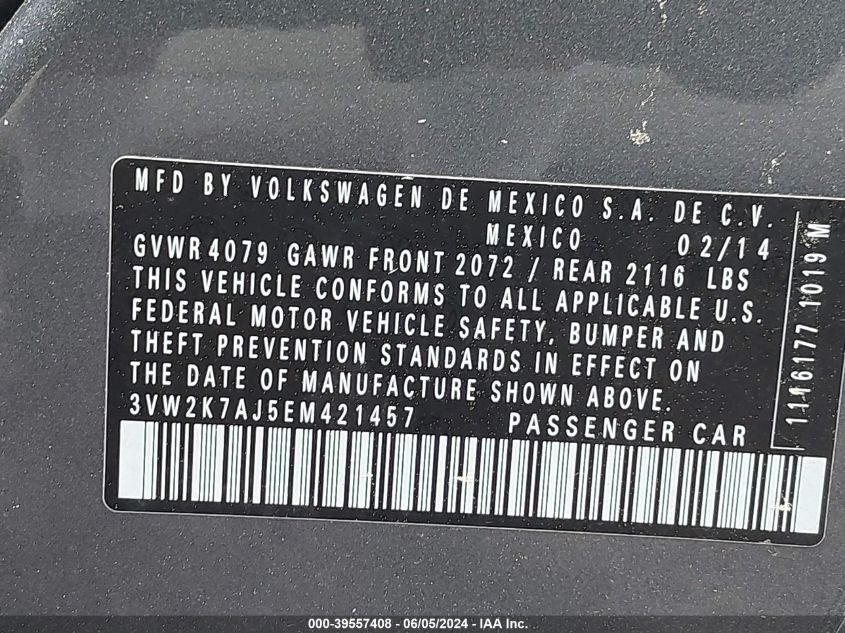 MFD BY VOLKSWAGEN DE MEXICO S.A. DE C.V.
MEXICO 02/14
GVWR 4079 GAWR FRONT 2072 / REAR 2116 LBS
THIS VEHICLE CONFORMS TO ALL APPLICABLE U.S.
FEDERAL MOTOR VEHICLE SAFETY, BUMPER AND
THEFT PREVENTION STANDARDS IN EFFECT ON
THE DATE OF MANUFACTURE SHOWN ABOVE.
3VW2K7AJ5EM421457 PASSENGER CAR
1116177 1019 M
000-39557408 - 06/05/2024 - IAA Inc.